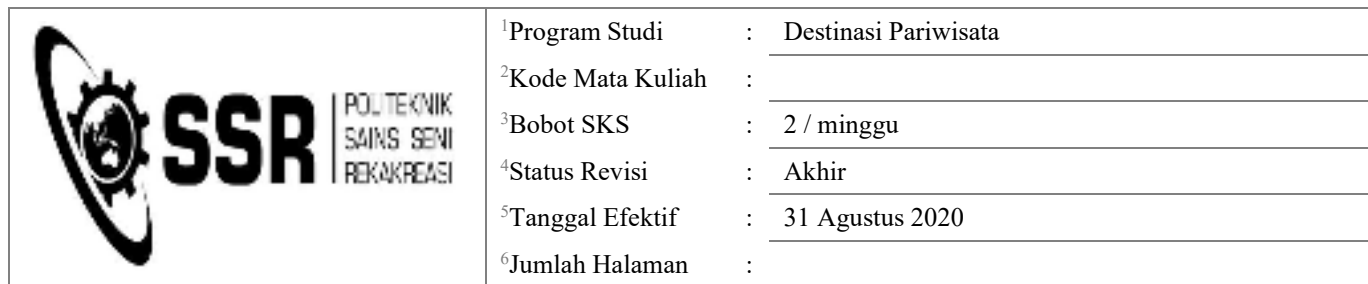 SSR
POLITEKNIK
SAINS SENI
REKAKREASI
¹Program Studi : Destinasi Pariwisata
²Kode Mata Kuliah :
³Bobot SKS : 2 / minggu
⁴Status Revisi : Akhir
⁵Tanggal Efektif : 31 Agustus 2020
⁶Jumlah Halaman :